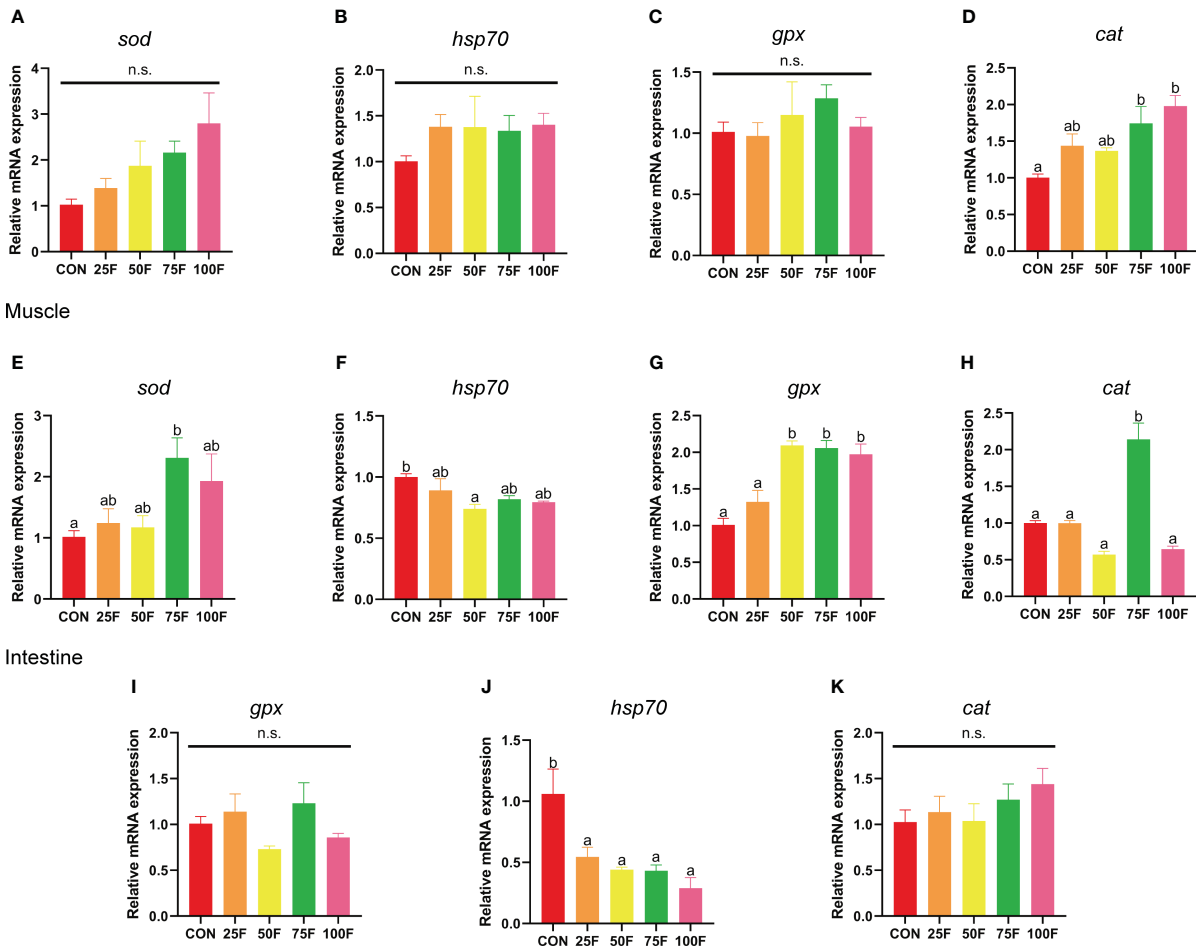 A
B
C
D
sod
hsp70
gpx
cat
n.s.
n.s.
n.s.
Relative mRNA expression
4
3
2
1
0
CON 25F 50F 75F 100F
Relative mRNA expression
2.0
1.5
1.0
0.5
0.0
CON 25F 50F 75F 100F
Relative mRNA expression
1.5
1.0
0.5
0.0
CON 25F 50F 75F 100F
Relative mRNA expression
2.5
2.0
1.5
1.0
0.5
0.0
a ab ab b b
CON 25F 50F 75F 100F
Muscle
E
F
G
H
sod
hsp70
gpx
cat
Relative mRNA expression
3
2
1
0
a ab ab b ab
CON 25F 50F 75F 100F
Relative mRNA expression
1.5
1.0
0.5
0.0
b ab a ab ab
CON 25F 50F 75F 100F
Relative mRNA expression
2.5
2.0
1.5
1.0
0.5
0.0
a a b b b
CON 25F 50F 75F 100F
Relative mRNA expression
2.5
2.0
1.5
1.0
0.5
0.0
a a a b a
CON 25F 50F 75F 100F
Intestine
I
J
K
gpx
hsp70
cat
n.s.
n.s.
Relative mRNA expression
2.0
1.5
1.0
0.5
0.0
CON 25F 50F 75F 100F
Relative mRNA expression
1.5
1.0
0.5
0.0
b a a a a
CON 25F 50F 75F 100F
Relative mRNA expression
2.0
1.5
1.0
0.5
0.0
CON 25F 50F 75F 100F